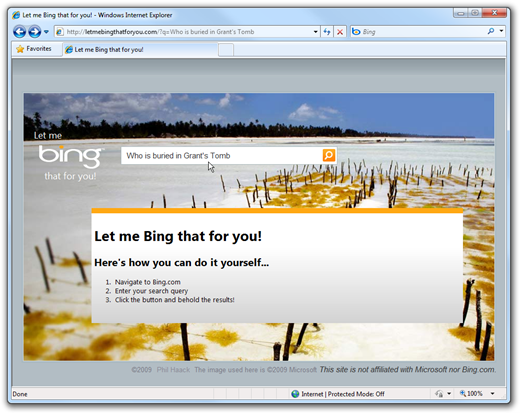 Let me Bing that for you! - Windows Internet Explorer
http://letmebingthatforyou.com/?q=Who is buried in Grant's Tomb
Bing
Favorites
Let me Bing that for you!
Let me
bing
that for you!
Who is buried in Grant's Tomb
Let me Bing that for you!
Here's how you can do it yourself...
1. Navigate to Bing.com
2. Enter your search query
3. Click the button and behold the results!
©2009 Phil Haack The image used here is ©2009 Microsoft This site is not affiliated with Microsoft nor Bing.com.
Done
Internet | Protected Mode: Off
100%